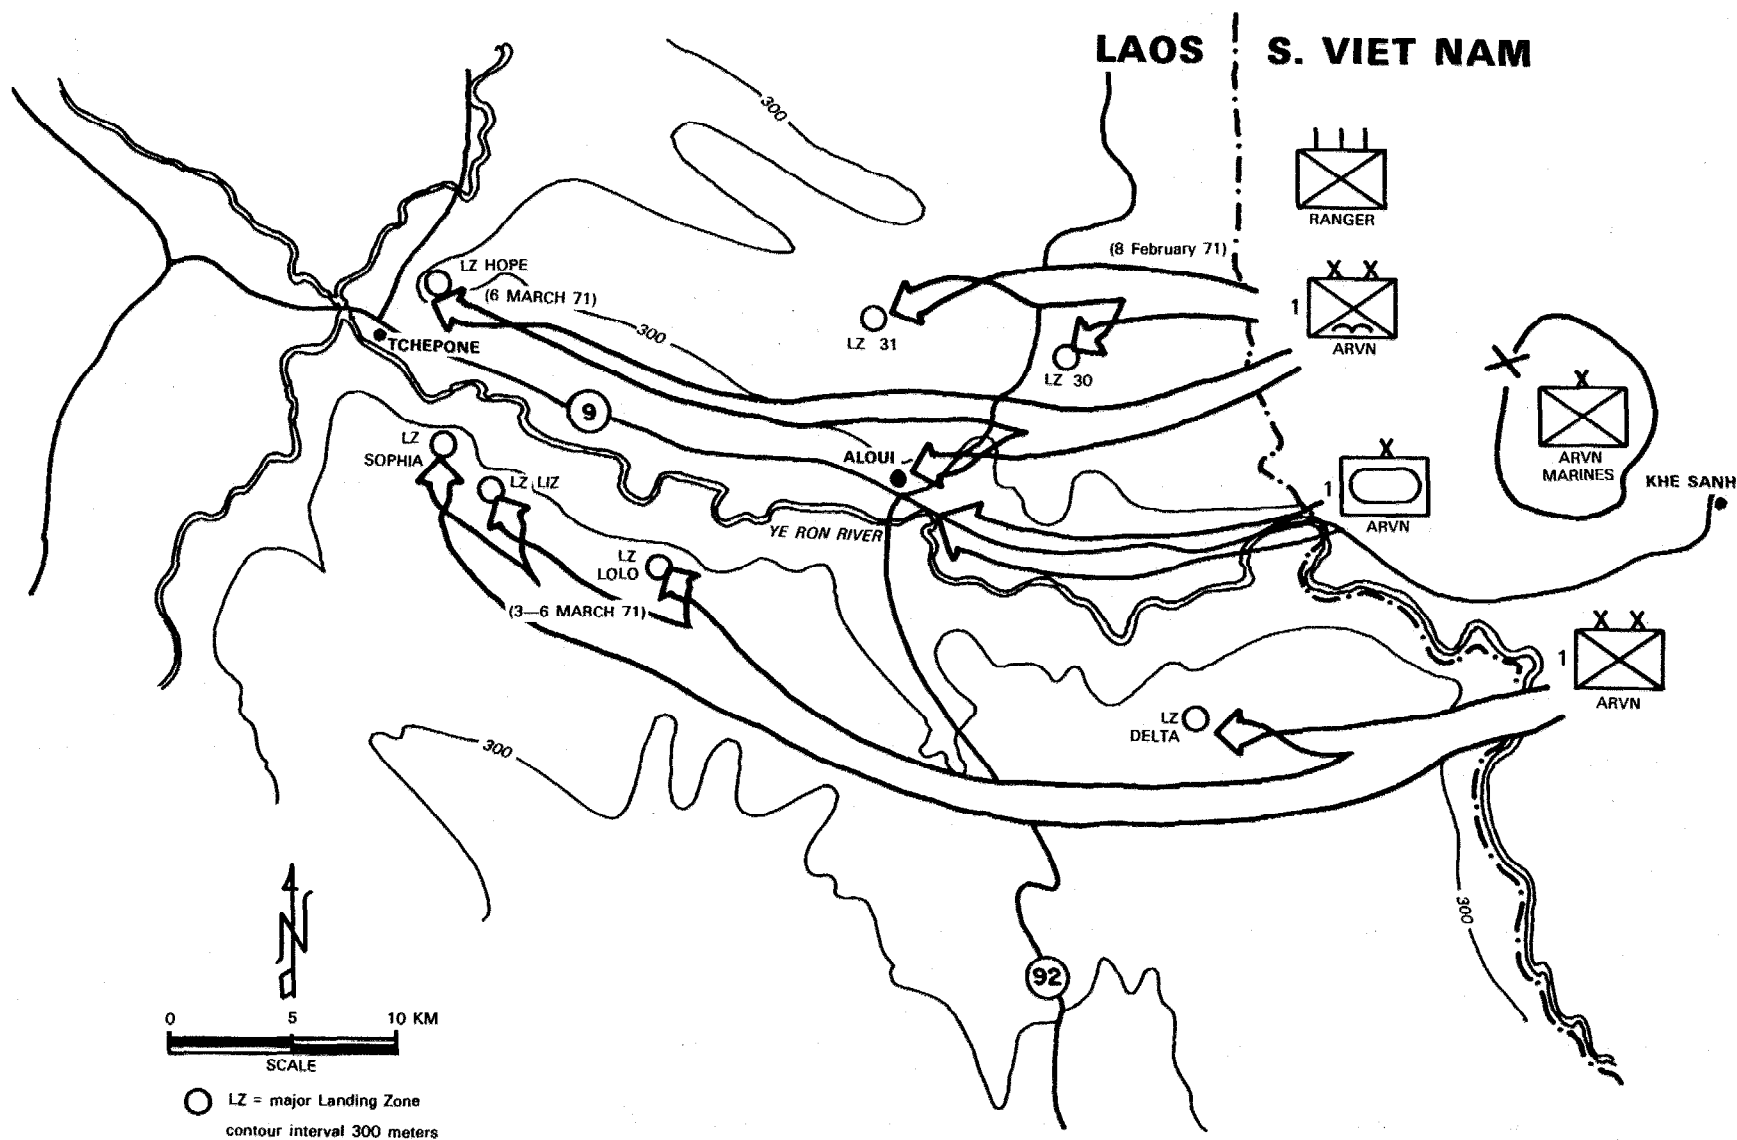 LAOS S. VIET NAM
300
RANGER
(8 February 71)
LZ HOPE
(6 MARCH 71)
300
1
ARVN
LZ 31
TCHEPONE
LZ 30
9
LZ
SOPHIA
ALOUI
ARVN
MARINES
KHE SANH
LZ LIZ
1
ARVN
YE RON RIVER
LZ
LOLO
(3—6 MARCH 71)
1
ARVN
LZ
DELTA
300
300
92
N
0 5 10 KM
SCALE
LZ = major Landing Zone
contour interval 300 meters